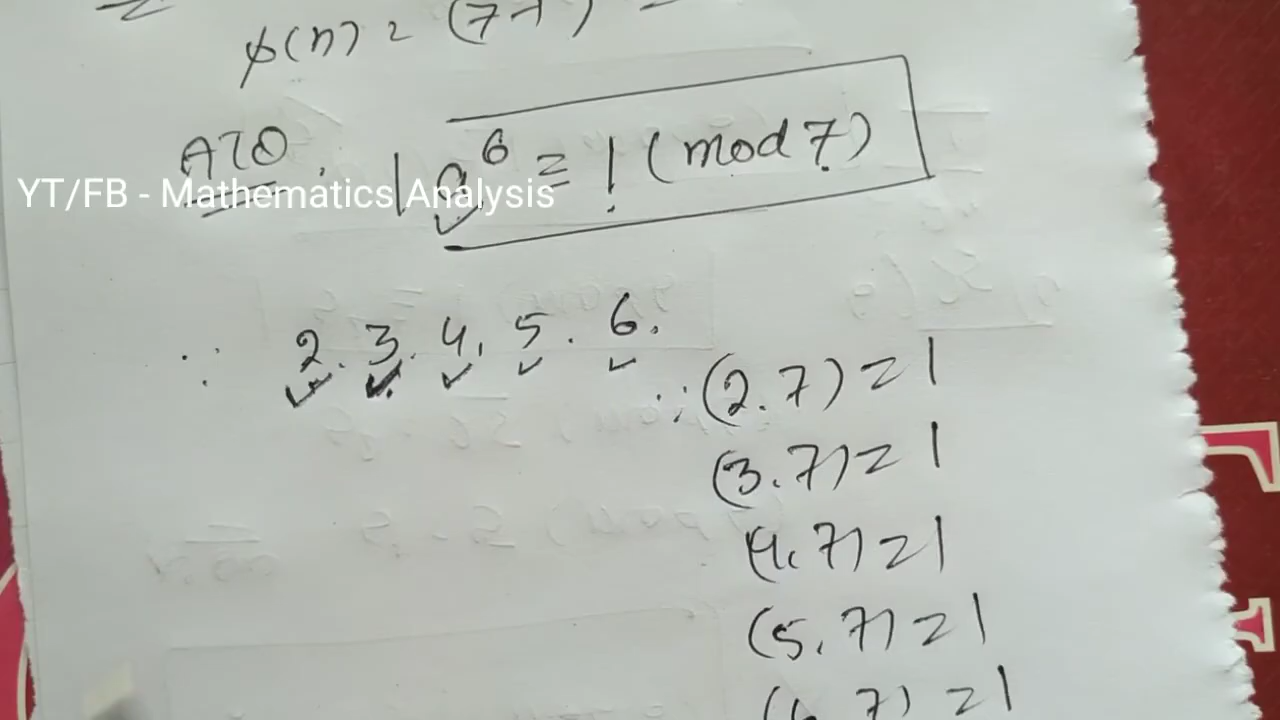 φ(n) = (7-1) =
ATQ. a⁶ ≡ 1 (mod 7)
YT/FB - Mathematics Analysis
∵ 2. 3. 4, 5. 6.
∵ (2.7) = 1
(3.7) = 1
(4, 7) = 1
(5, 7) = 1
(6, 7) = 1